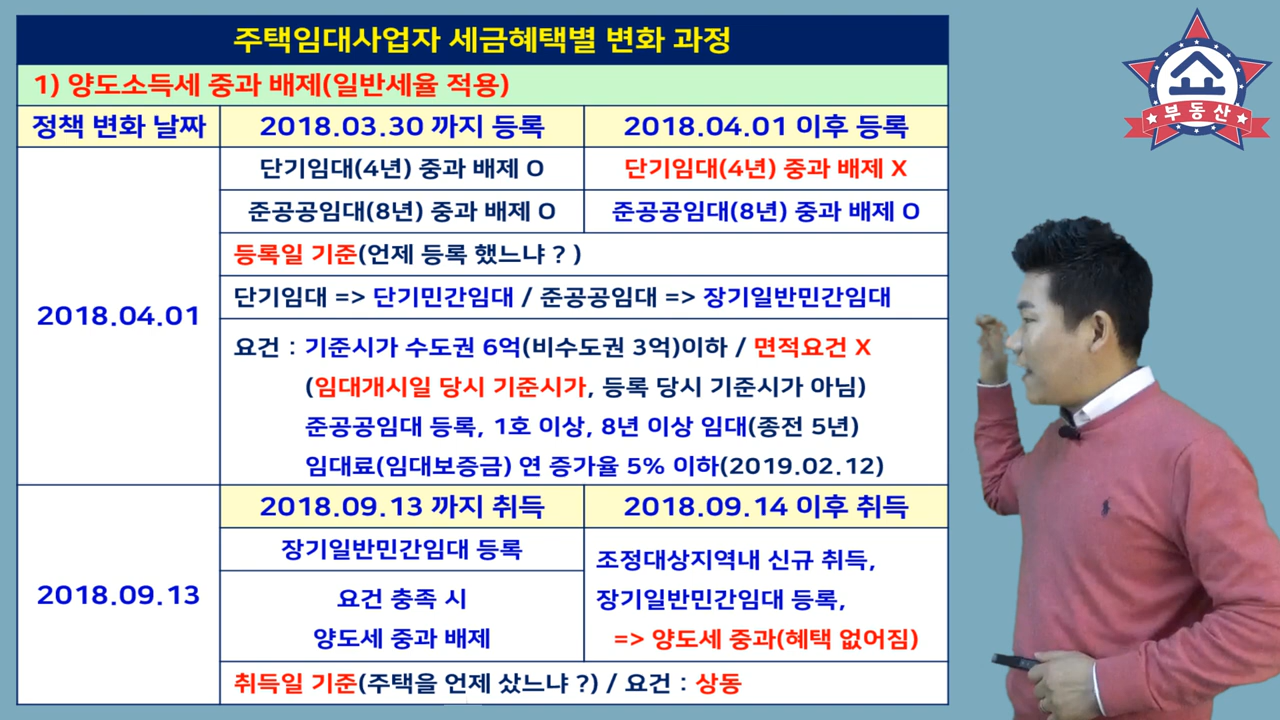 주택임대사업자 세금혜택별 변화 과정
1) 양도소득세 중과 배제(일반세율 적용)
정책 변화 날짜
2018.03.30 까지 등록
2018.04.01 이후 등록
2018.04.01
단기임대(4년) 중과 배제 O
단기임대(4년) 중과 배제 X
준공공임대(8년) 중과 배제 O
준공공임대(8년) 중과 배제 O
등록일 기준(언제 등록 했느냐 ? )
단기임대 => 단기민간임대 / 준공공임대 => 장기일반민간임대
요건 : 기준시가 수도권 6억(비수도권 3억)이하 / 면적요건 X
(임대개시일 당시 기준시가, 등록 당시 기준시가 아님)
준공공임대 등록, 1호 이상, 8년 이상 임대(종전 5년)
임대료(임대보증금) 연 증가율 5% 이하(2019.02.12)
2018.09.13
2018.09.13 까지 취득
2018.09.14 이후 취득
장기일반민간임대 등록
요건 충족 시
양도세 중과 배제
조정대상지역내 신규 취득,
장기일반민간임대 등록,
=> 양도세 중과(혜택 없어짐)
취득일 기준(주택을 언제 샀느냐 ?) / 요건 : 상동
쇼
부동산